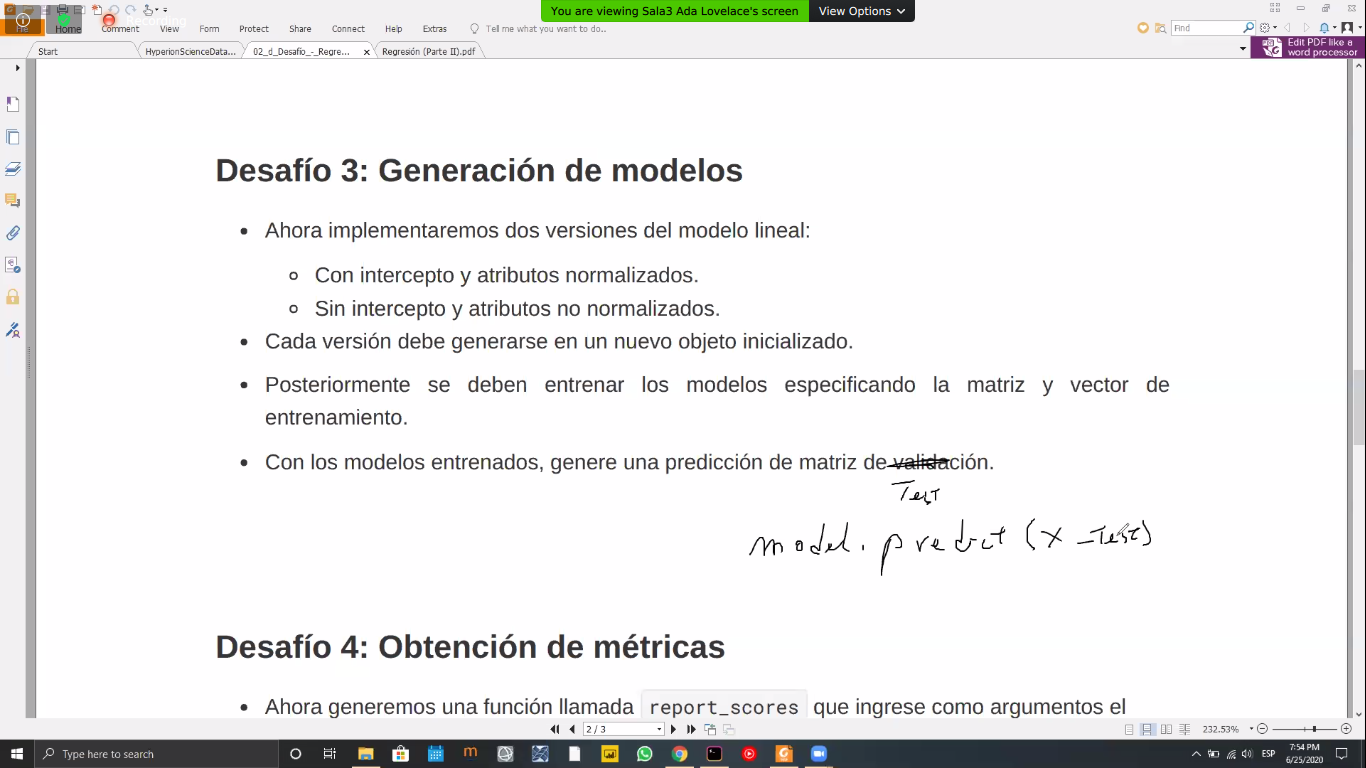 You are viewing Sala3 Ada Lovelace's screen
View Options
Recording
File Home Comment View Form Protect Share Connect Help Extras Tell me what you want to do.. Find
Start HyperionScienceData... 02_d_Desafío_-_Regre... Regresión (Parte II).pdf
Edit PDF like a
word processor
Desafío 3: Generación de modelos
Ahora implementaremos dos versiones del modelo lineal:
Con intercepto y atributos normalizados.
Sin intercepto y atributos no normalizados.
Cada versión debe generarse en un nuevo objeto inicializado.
Posteriormente se deben entrenar los modelos especificando la matriz y vector de
entrenamiento.
Con los modelos entrenados, genere una predicción de matriz de validación.
Test
model.predict(X_Test)
Desafío 4: Obtención de métricas
Ahora generemos una función llamada report_scores que ingrese como argumentos el
2 / 3
232.53%
Type here to search
ESP
7:54 PM
6/25/2020